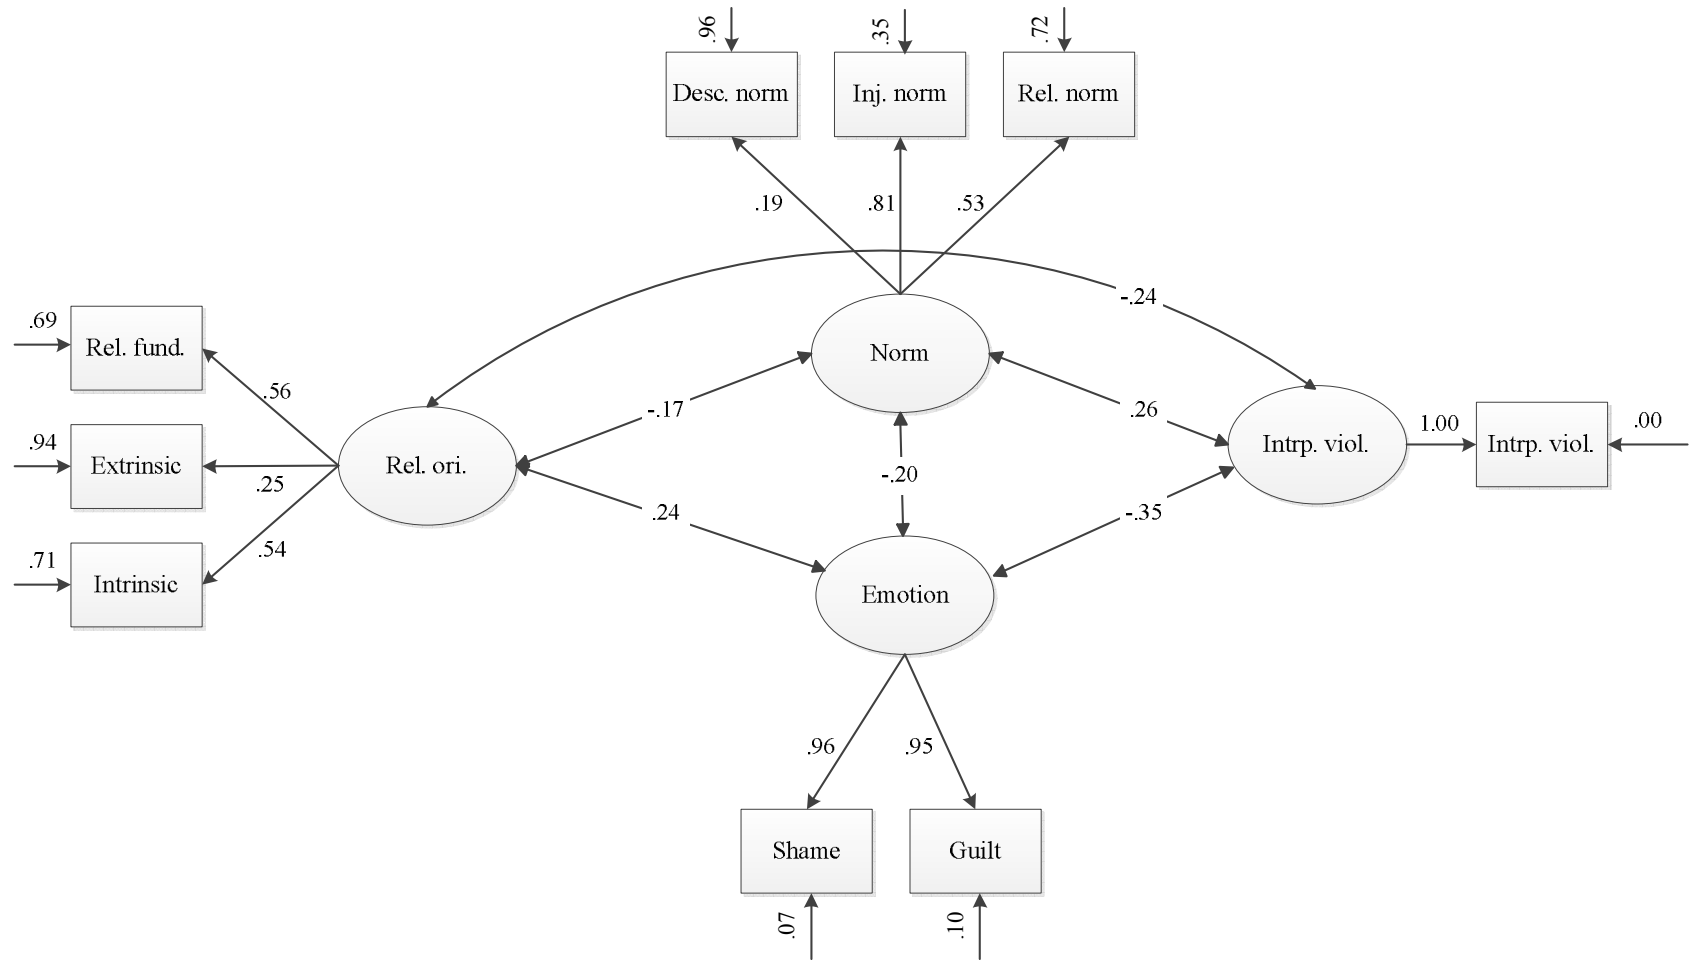 .96
.35
.72
Desc. norm
Inj. norm
Rel. norm
.19
.81
.53
-.24
.69
Rel. fund.
.56
Norm
-.17
.26
.94
Extrinsic
.25
Rel. ori.
Intrp. viol.
1.00
Intrp. viol.
.00
-.20
.24
-.35
.71
Intrinsic
.54
Emotion
.96
.95
Shame
Guilt
.07
.10